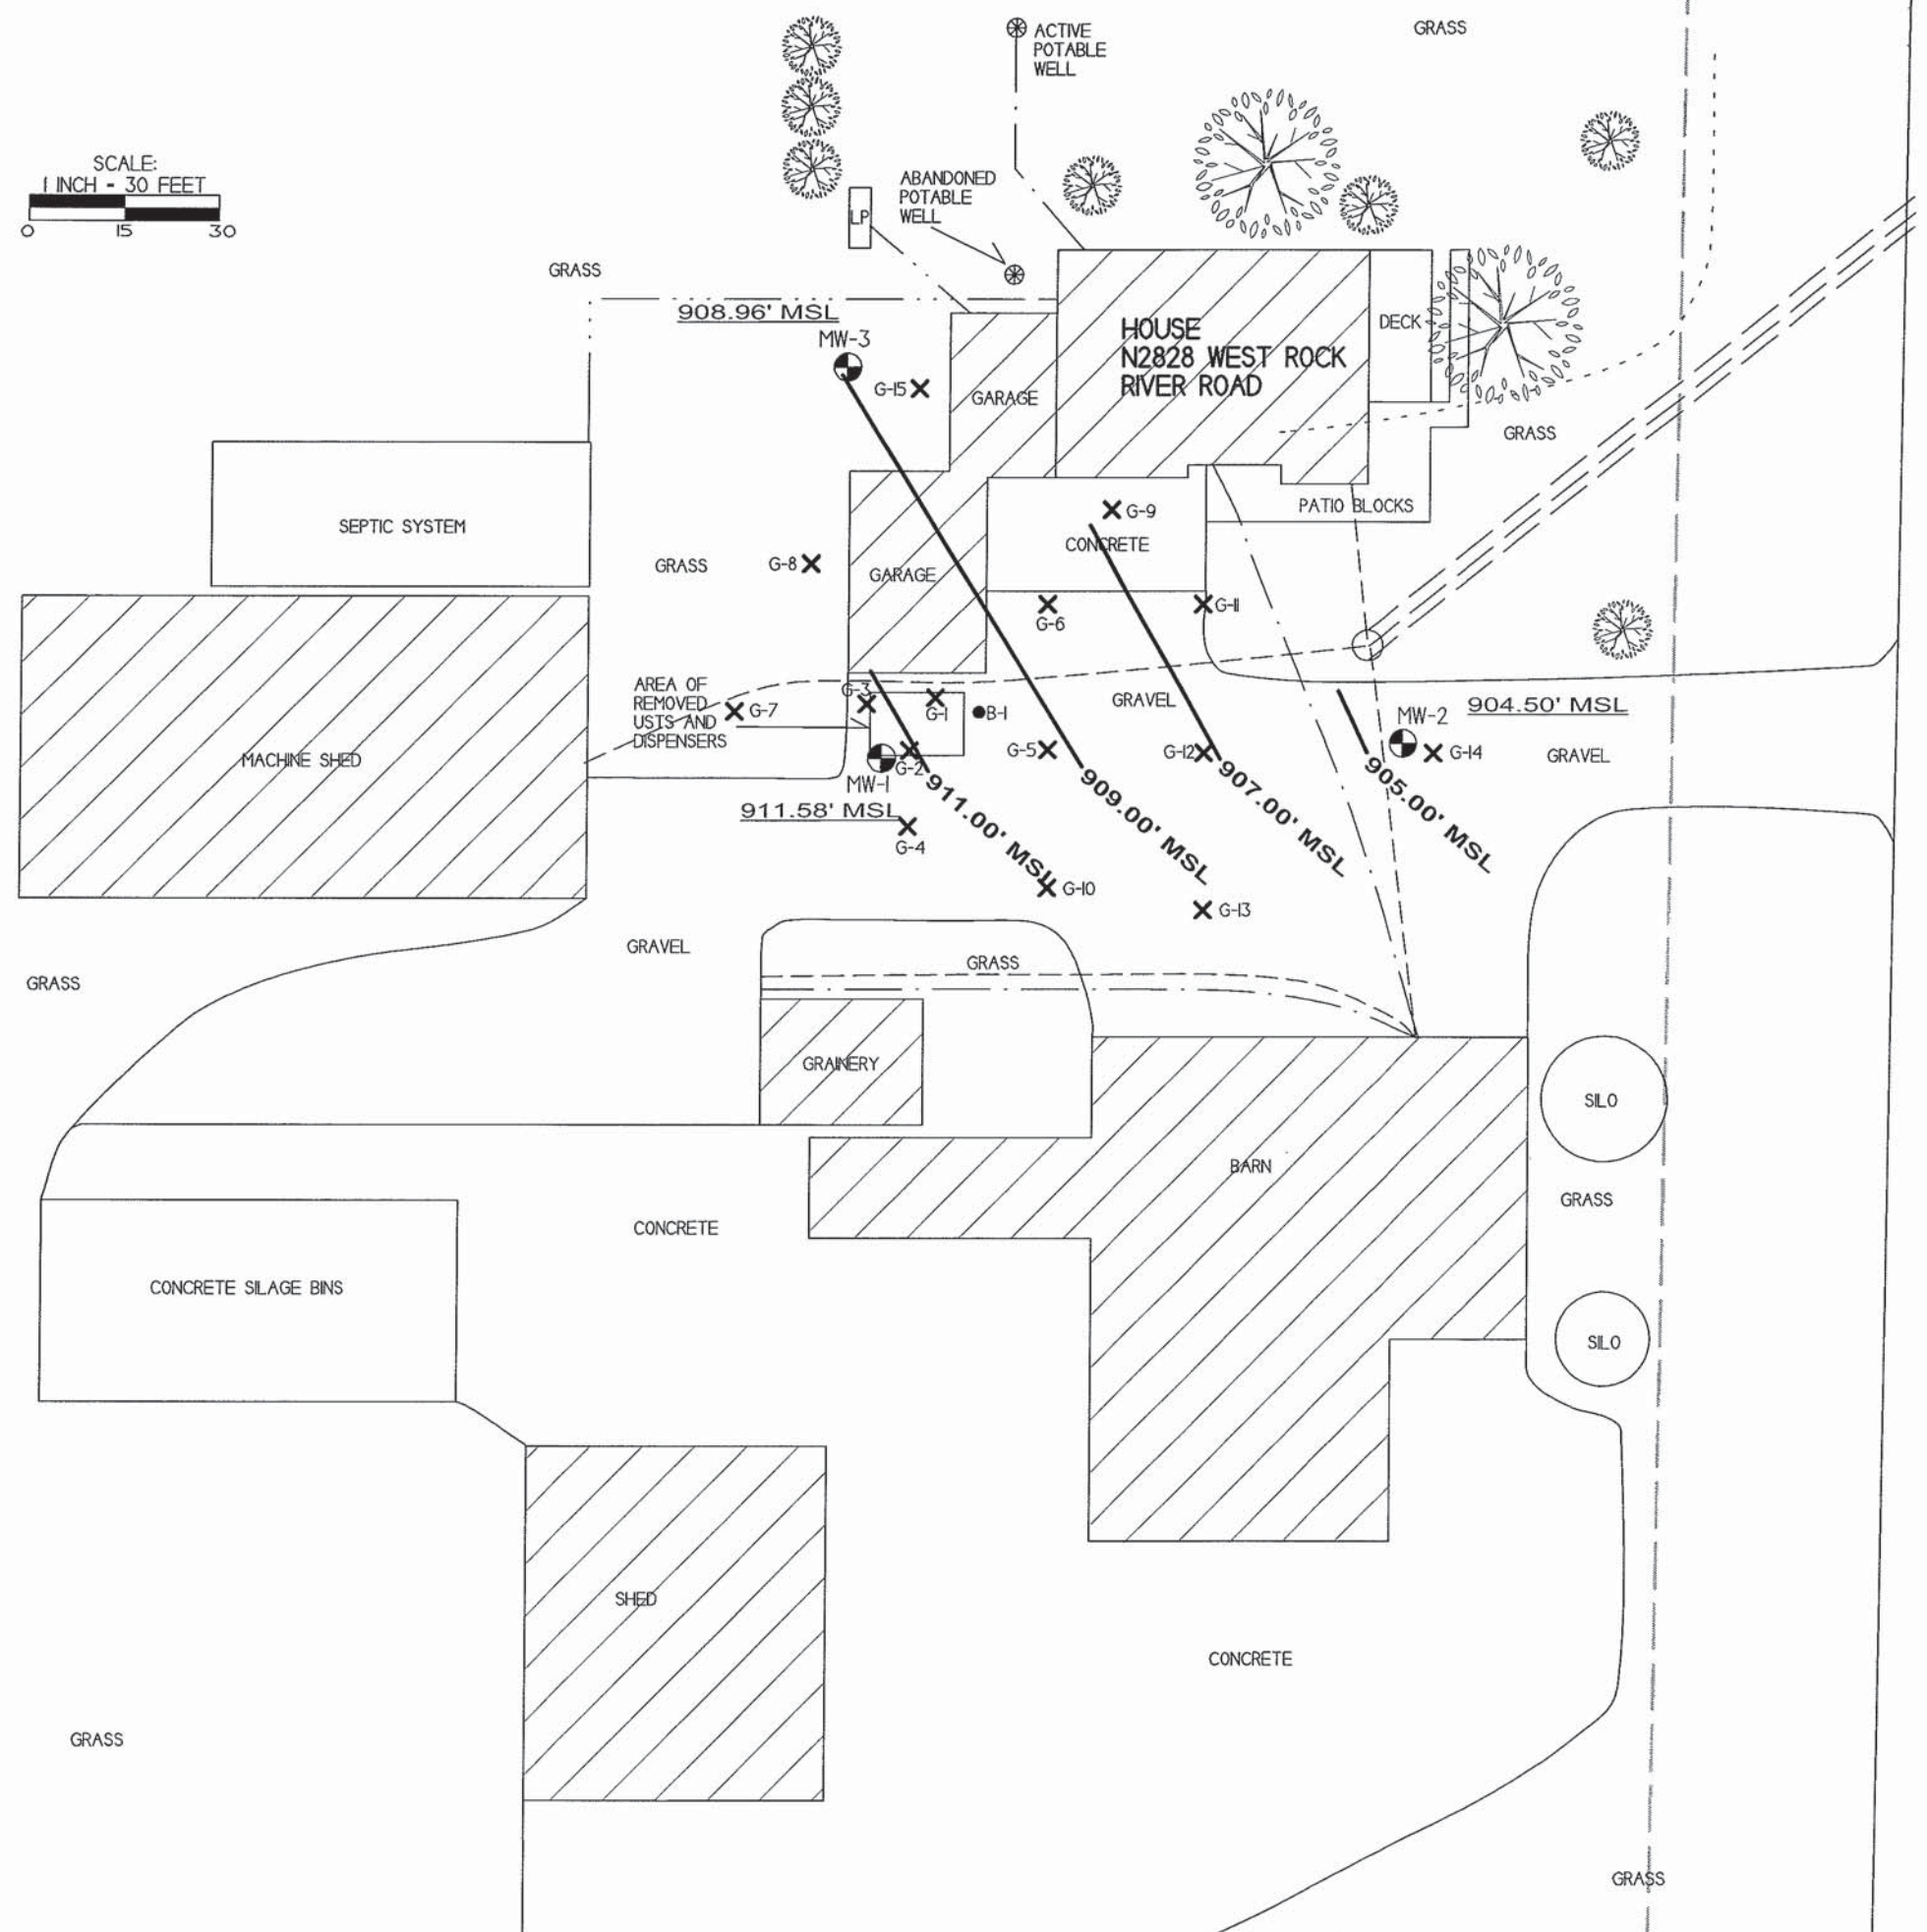 GRASS
ACTIVE
POTABLE
WELL
SCALE:
1 INCH = 30 FEET
0 15 30
ABANDONED
POTABLE
WELL
LP
GRASS
908.96' MSL
MW-3
G-15
GARAGE
HOUSE
N2828 WEST ROCK
RIVER ROAD
DECK
GRASS
SEPTIC SYSTEM
G-9
PATIO BLOCKS
CONCRETE
GRASS
G-8
GARAGE
G-6
G-11
AREA OF
REMOVED
USTS AND
DISPENSERS
G-7
G-3
G-1
B-1
GRAVEL
904.50' MSL
MW-2
G-14
GRAVEL
MACHINE SHED
G-2
MW-1
G-5
G-12
911.58' MSL
G-4
911.00' MSL
909.00' MSL
907.00' MSL
905.00' MSL
G-10
G-13
GRAVEL
GRASS
GRASS
GRAINERY
SILO
BARN
GRASS
CONCRETE
CONCRETE SILAGE BINS
SILO
SHED
CONCRETE
GRASS
GRASS